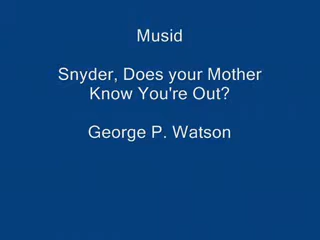 Musid
Snyder, Does your Mother
Know You're Out?
George P. Watson